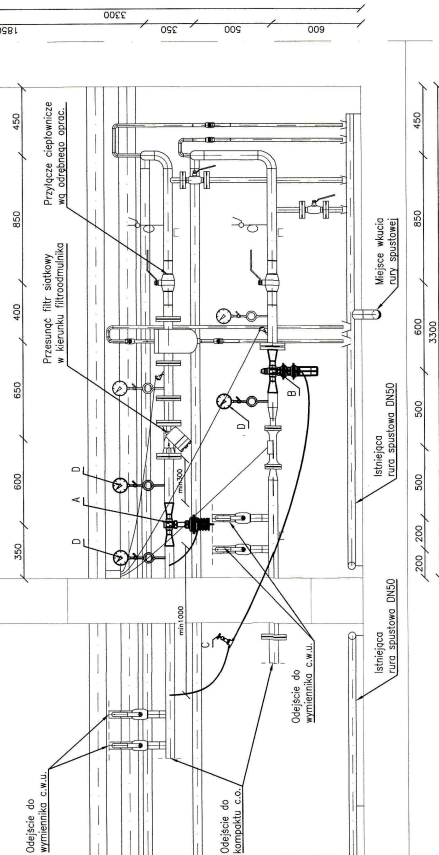 3300
1850
350
500
600
450
850
400
650
600
350
Przyłącze ciepłownicze
wg odrębnego oprac.
Przesunąć filtr siatkowy
w kierunku filtroodmulnika
D
A
D
D
B
C
min300
min1000
Odejście do
wymiennika c.w.u.
Odejście do
kompaktu c.o.
Odejście do
wymiennika c.w.u.
Miejsce wkucia
rury spustowej
Istniejąca
rura spustowa DN50
Istniejąca
rura spustowa DN50
450
850
600
500
500
200
200
3300